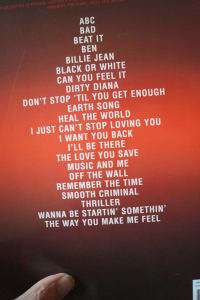 ABC
BAD
BEAT IT
BEN
BILLIE JEAN
BLACK OR WHITE
CAN YOU FEEL IT
DIRTY DIANA
DON'T STOP 'TIL YOU GET ENOUGH
EARTH SONG
HEAL THE WORLD
I JUST CAN'T STOP LOVING YOU
I WANT YOU BACK
I'LL BE THERE
THE LOVE YOU SAVE
MUSIC AND ME
OFF THE WALL
REMEMBER THE TIME
SMOOTH CRIMINAL
THRILLER
WANNA BE STARTIN' SOMETHIN'
THE WAY YOU MAKE ME FEEL